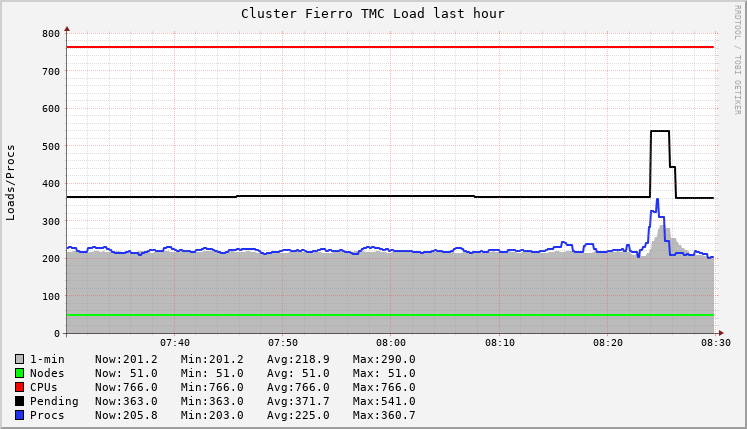 Cluster Fierro TMC Load last hour
RRDTOOL / TOBI OETIKER
Loads/Procs
800
700
600
500
400
300
200
100
0
07:40 07:50 08:00 08:10 08:20 08:30
1-min Now:201.2 Min:201.2 Avg:218.9 Max:290.0
Nodes Now: 51.0 Min: 51.0 Avg: 51.0 Max: 51.0
CPUs Now:766.0 Min:766.0 Avg:766.0 Max:766.0
Pending Now:363.0 Min:363.0 Avg:371.7 Max:541.0
Procs Now:205.8 Min:203.0 Avg:225.0 Max:360.7